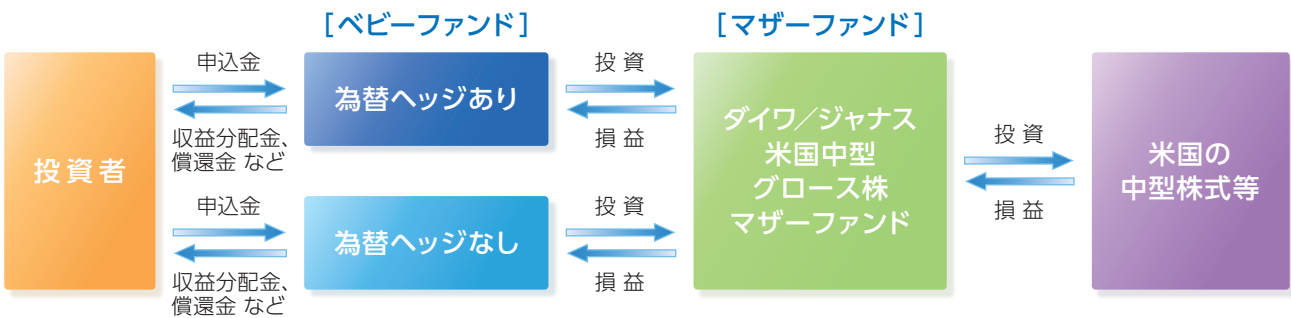 [ベビーファンド]
[マザーファンド]
投資者
申込金
収益分配金、
償還金 など
申込金
収益分配金、
償還金 など
為替ヘッジあり
為替ヘッジなし
投 資
損 益
投 資
損 益
ダイワ／ジャナス
米国中型
グロース株
マザーファンド
投 資
損 益
米国の
中型株式等